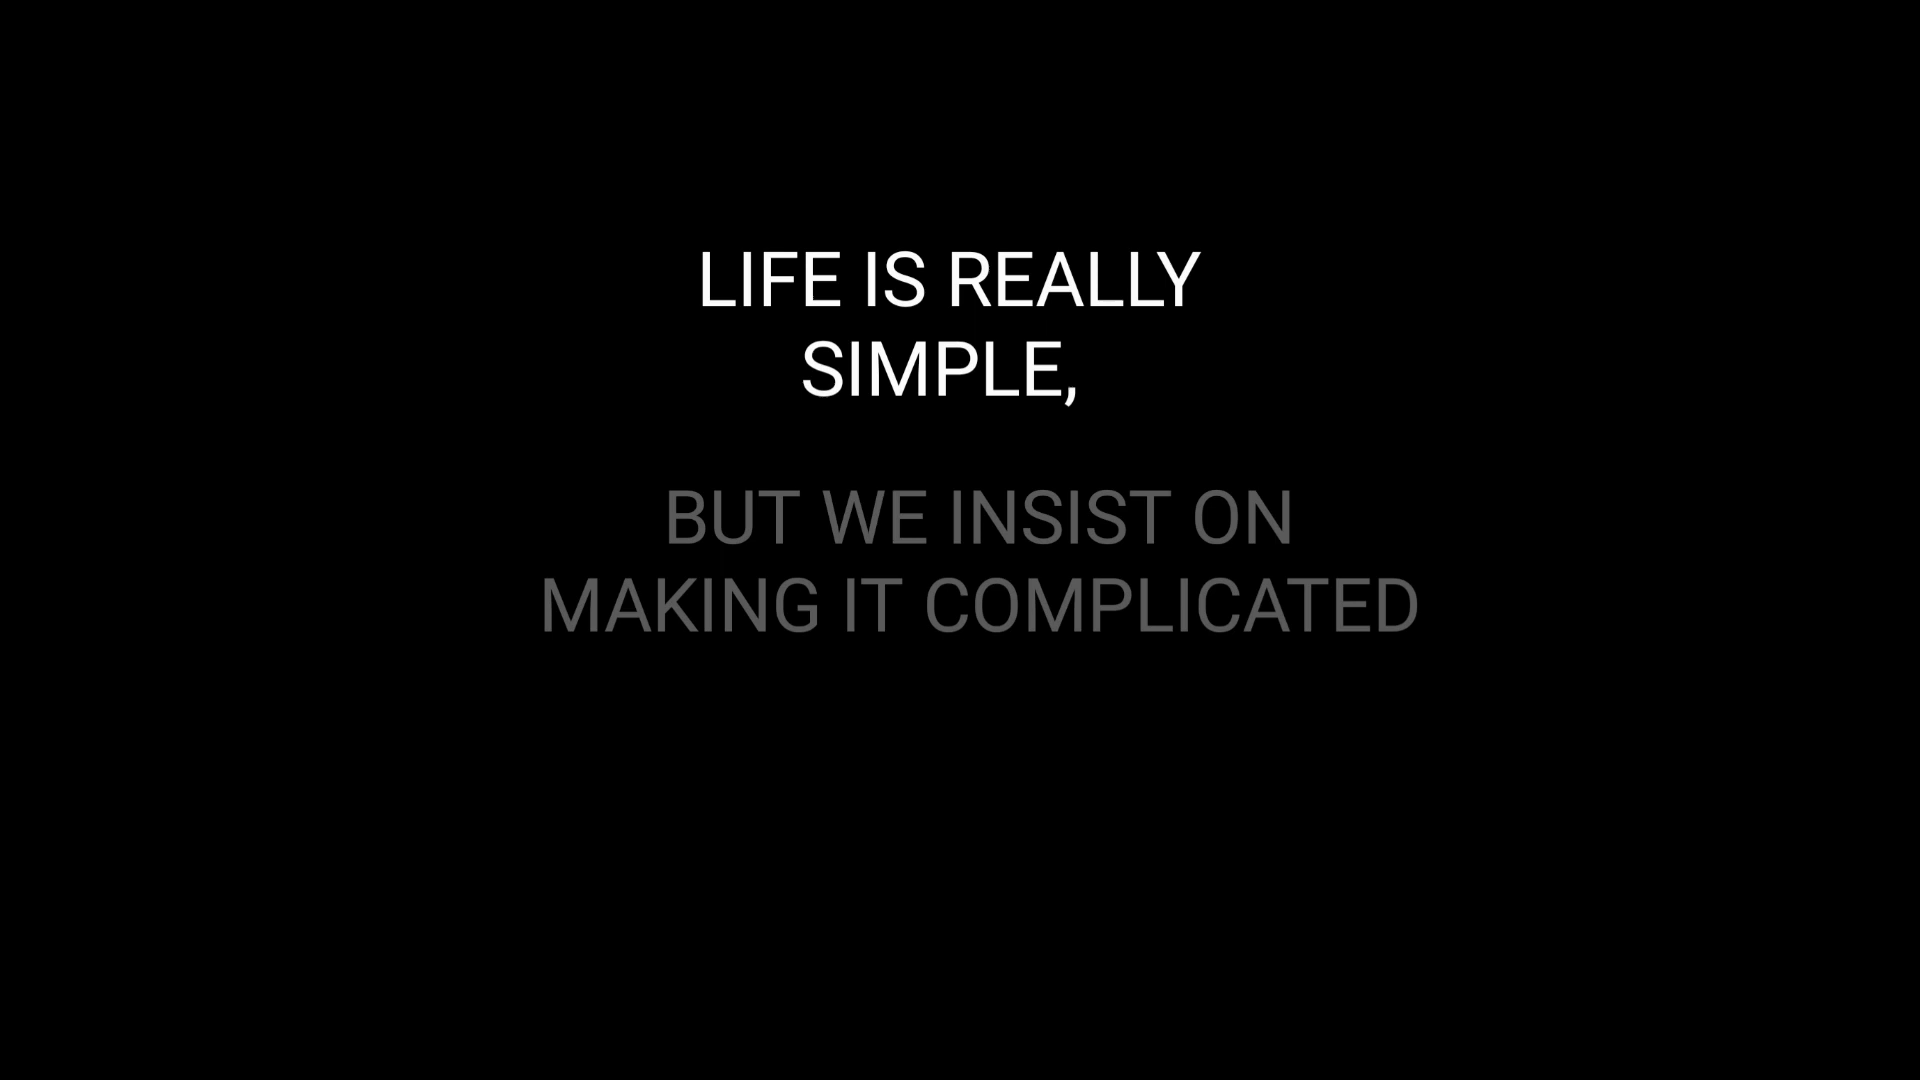 LIFE IS REALLY
SIMPLE,
BUT WE INSIST ON
MAKING IT COMPLICATED